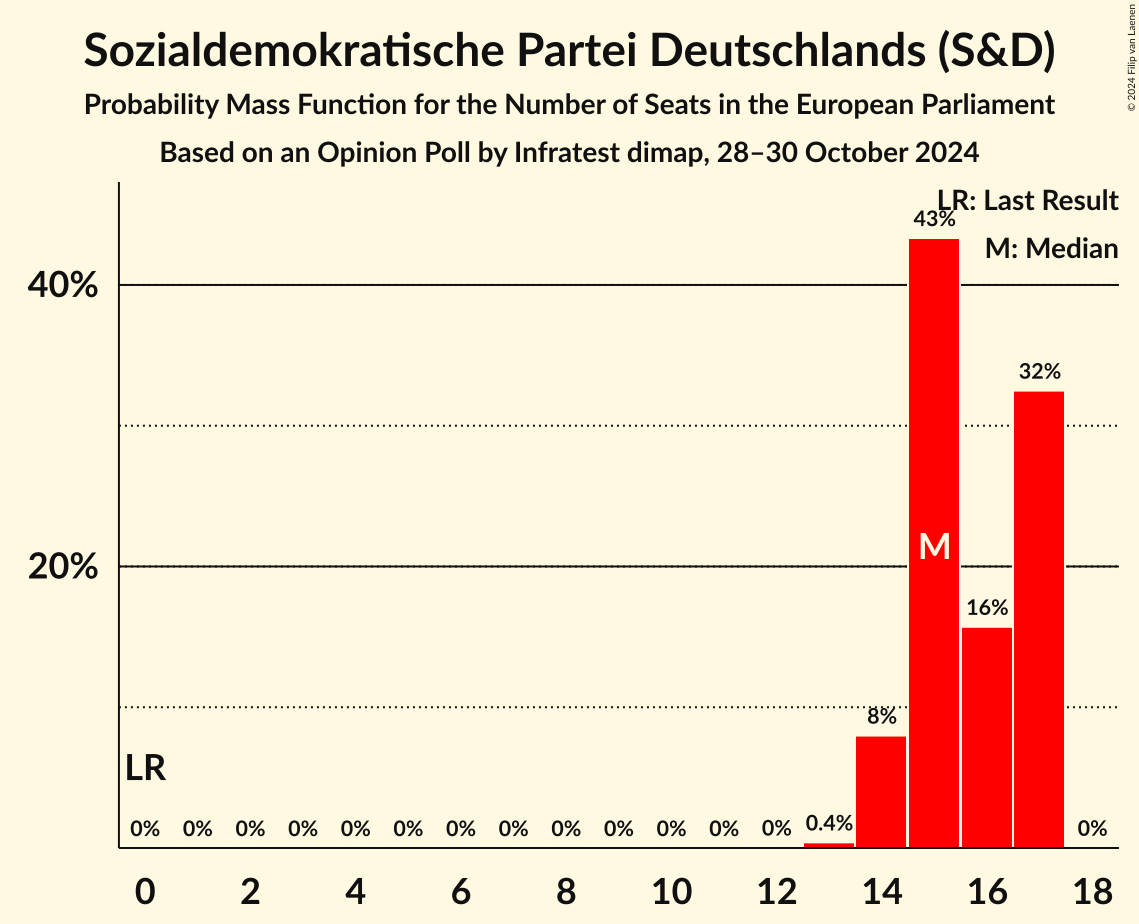 Sozialdemokratische Partei Deutschlands (S&D)
Probability Mass Function for the Number of Seats in the European Parliament
Based on an Opinion Poll by Infratest dimap, 28–30 October 2024
© 2024 Filip van Laenen
LR: Last Result
M: Median
43%
40%
32%
M
20%
16%
8%
LR
0% 0% 0% 0% 0% 0% 0% 0% 0% 0% 0% 0% 0% 0.4% 0%
0 2 4 6 8 10 12 14 16 18